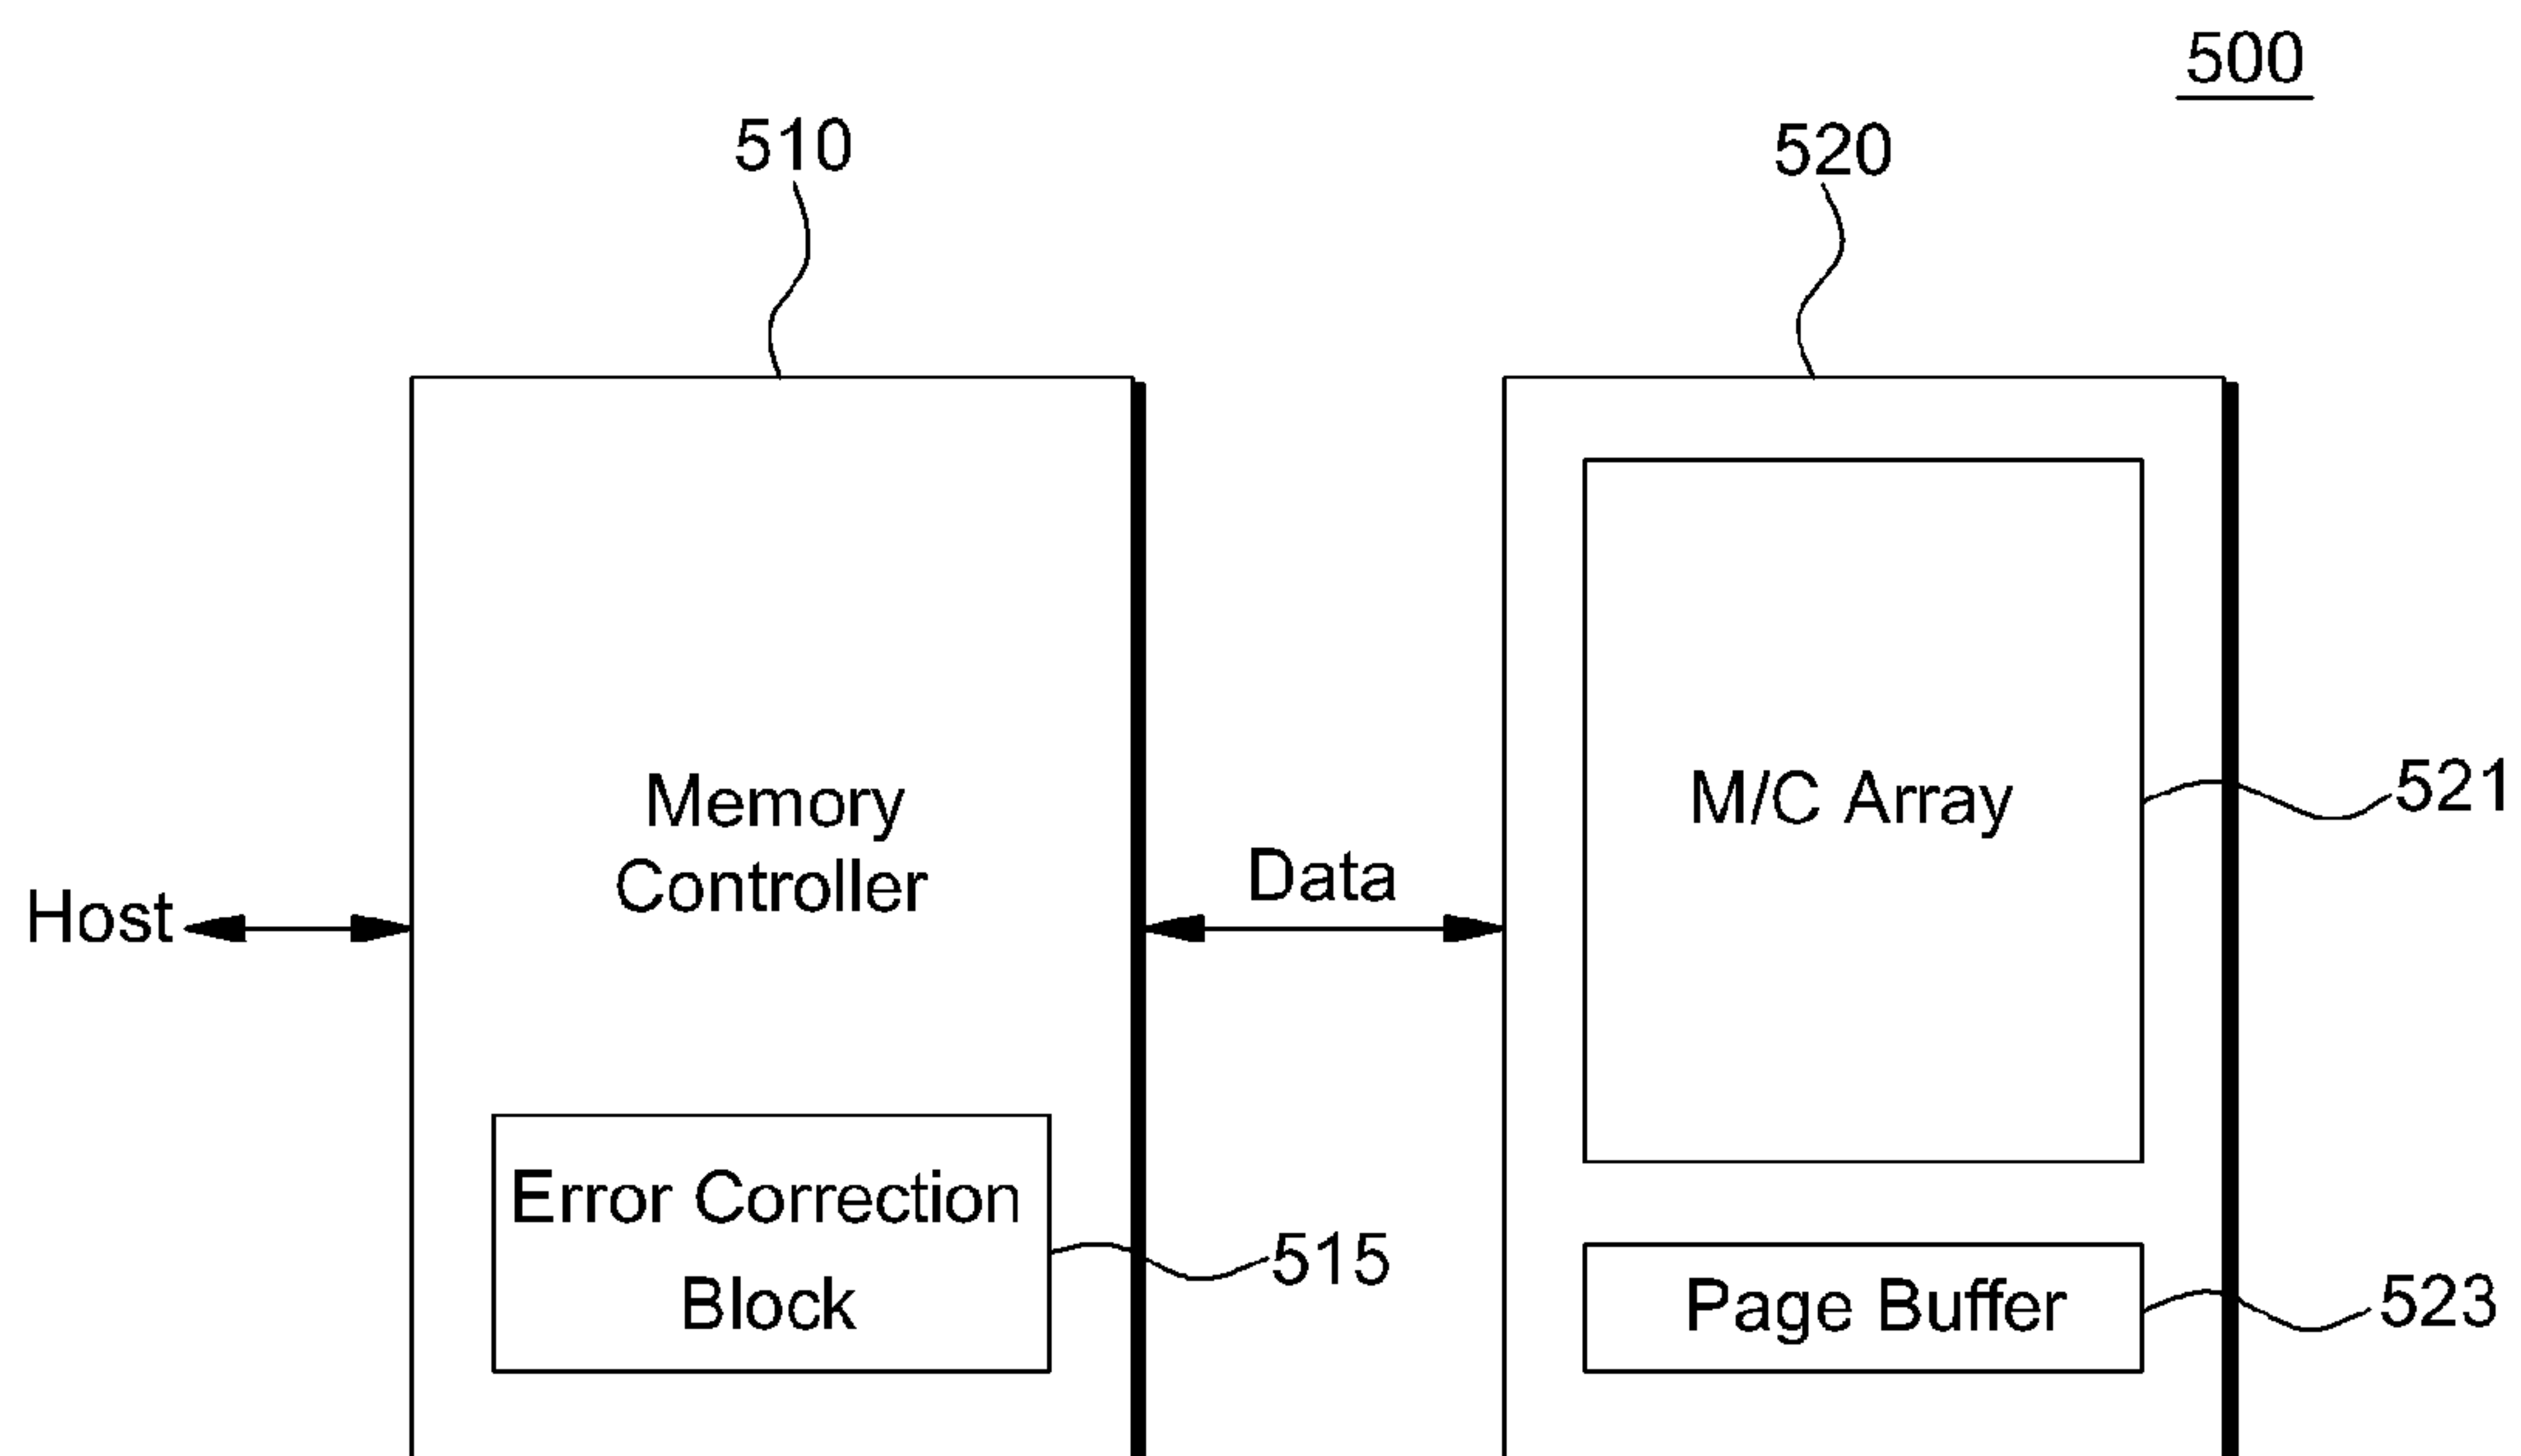 500
510
520
Memory
Controller
M/C Array
521
Data
Host
Error Correction
Block
515
Page Buffer
523